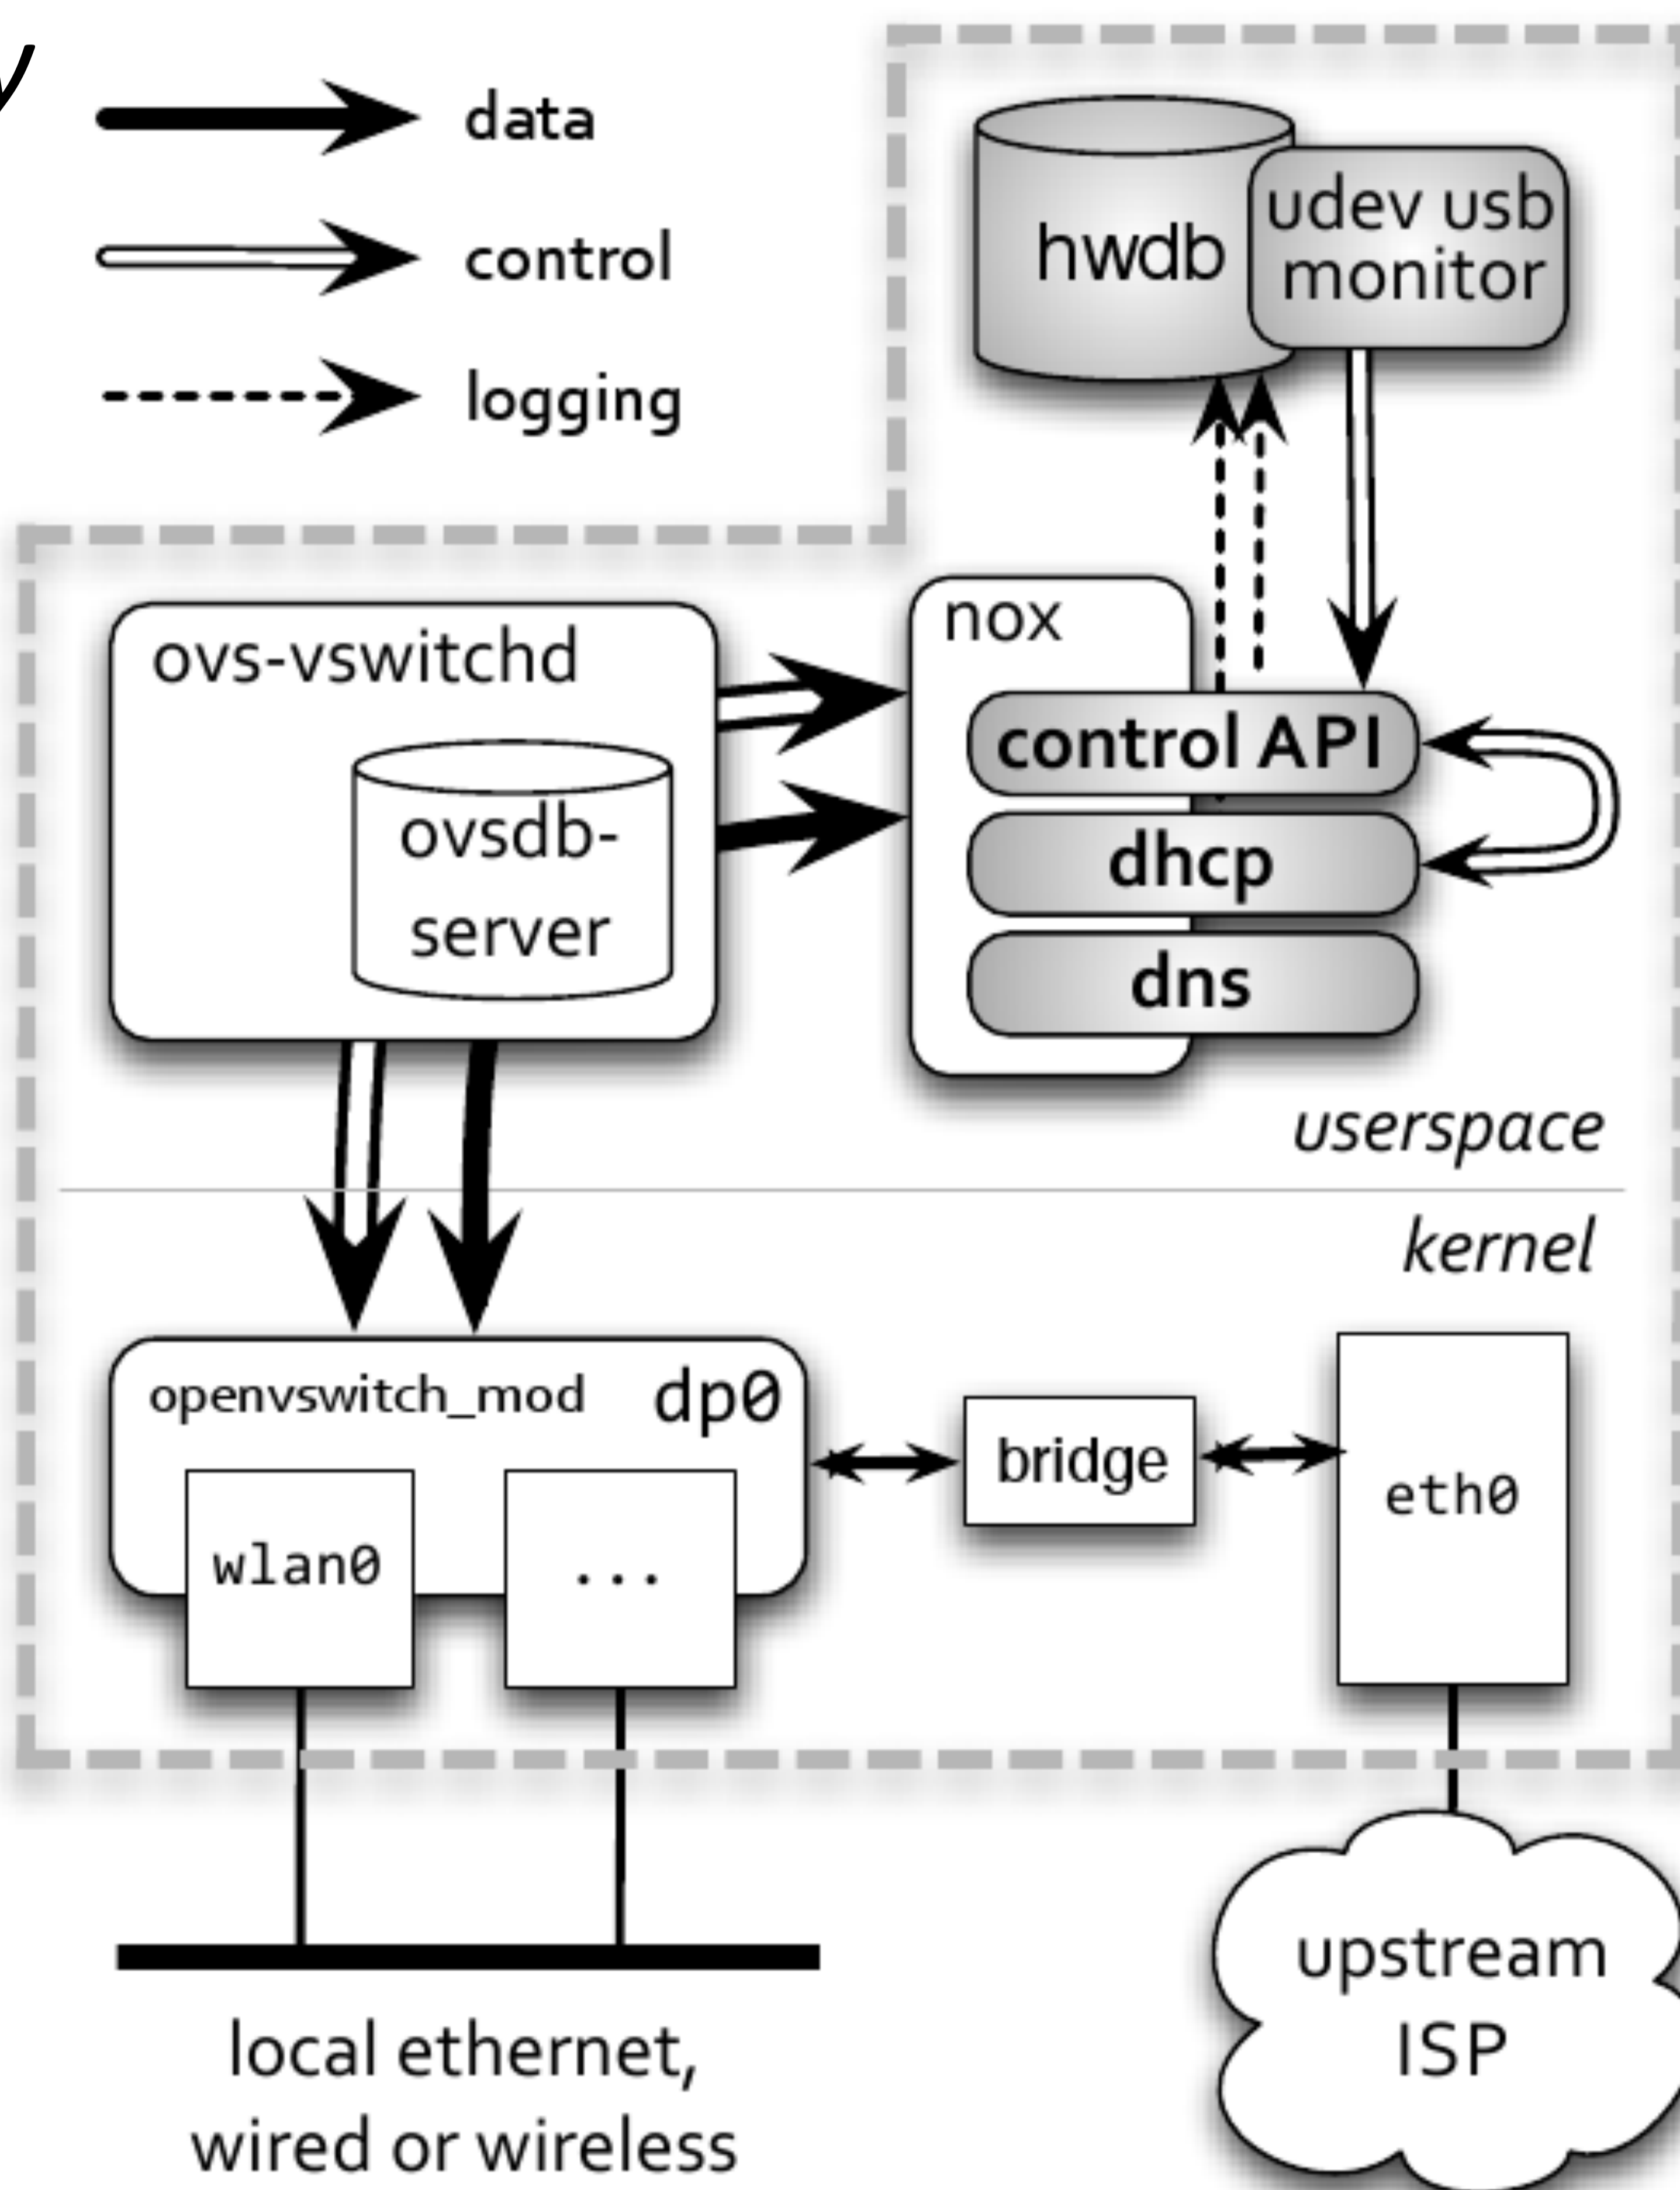 data
control
logging
hwdb
udev usb
monitor
ovs-vswitchd
ovsdb-
server
nox
control API
dhcp
dns
userspace
kernel
openvswitch_mod dp0
wlan0
...
bridge
eth0
local ethernet,
wired or wireless
upstream
ISP